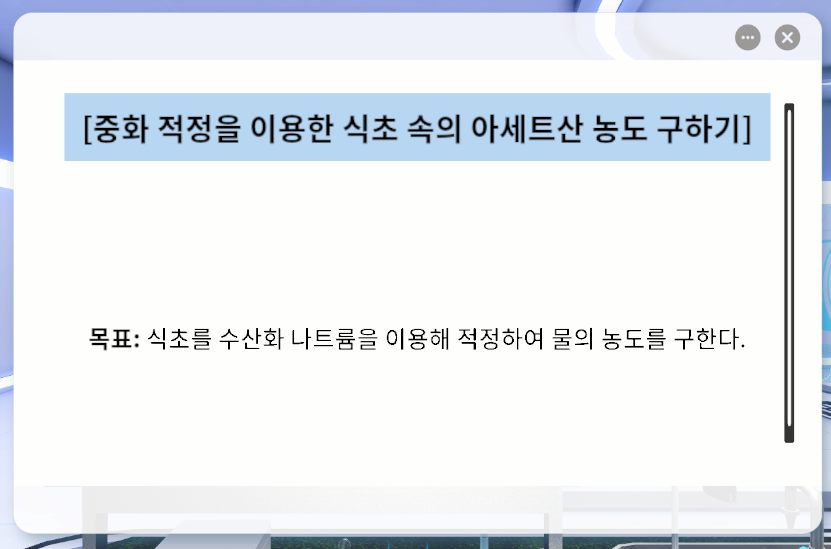 [중화 적정을 이용한 식초 속의 아세트산 농도 구하기]
목표: 식초를 수산화 나트륨을 이용해 적정하여 물의 농도를 구한다.